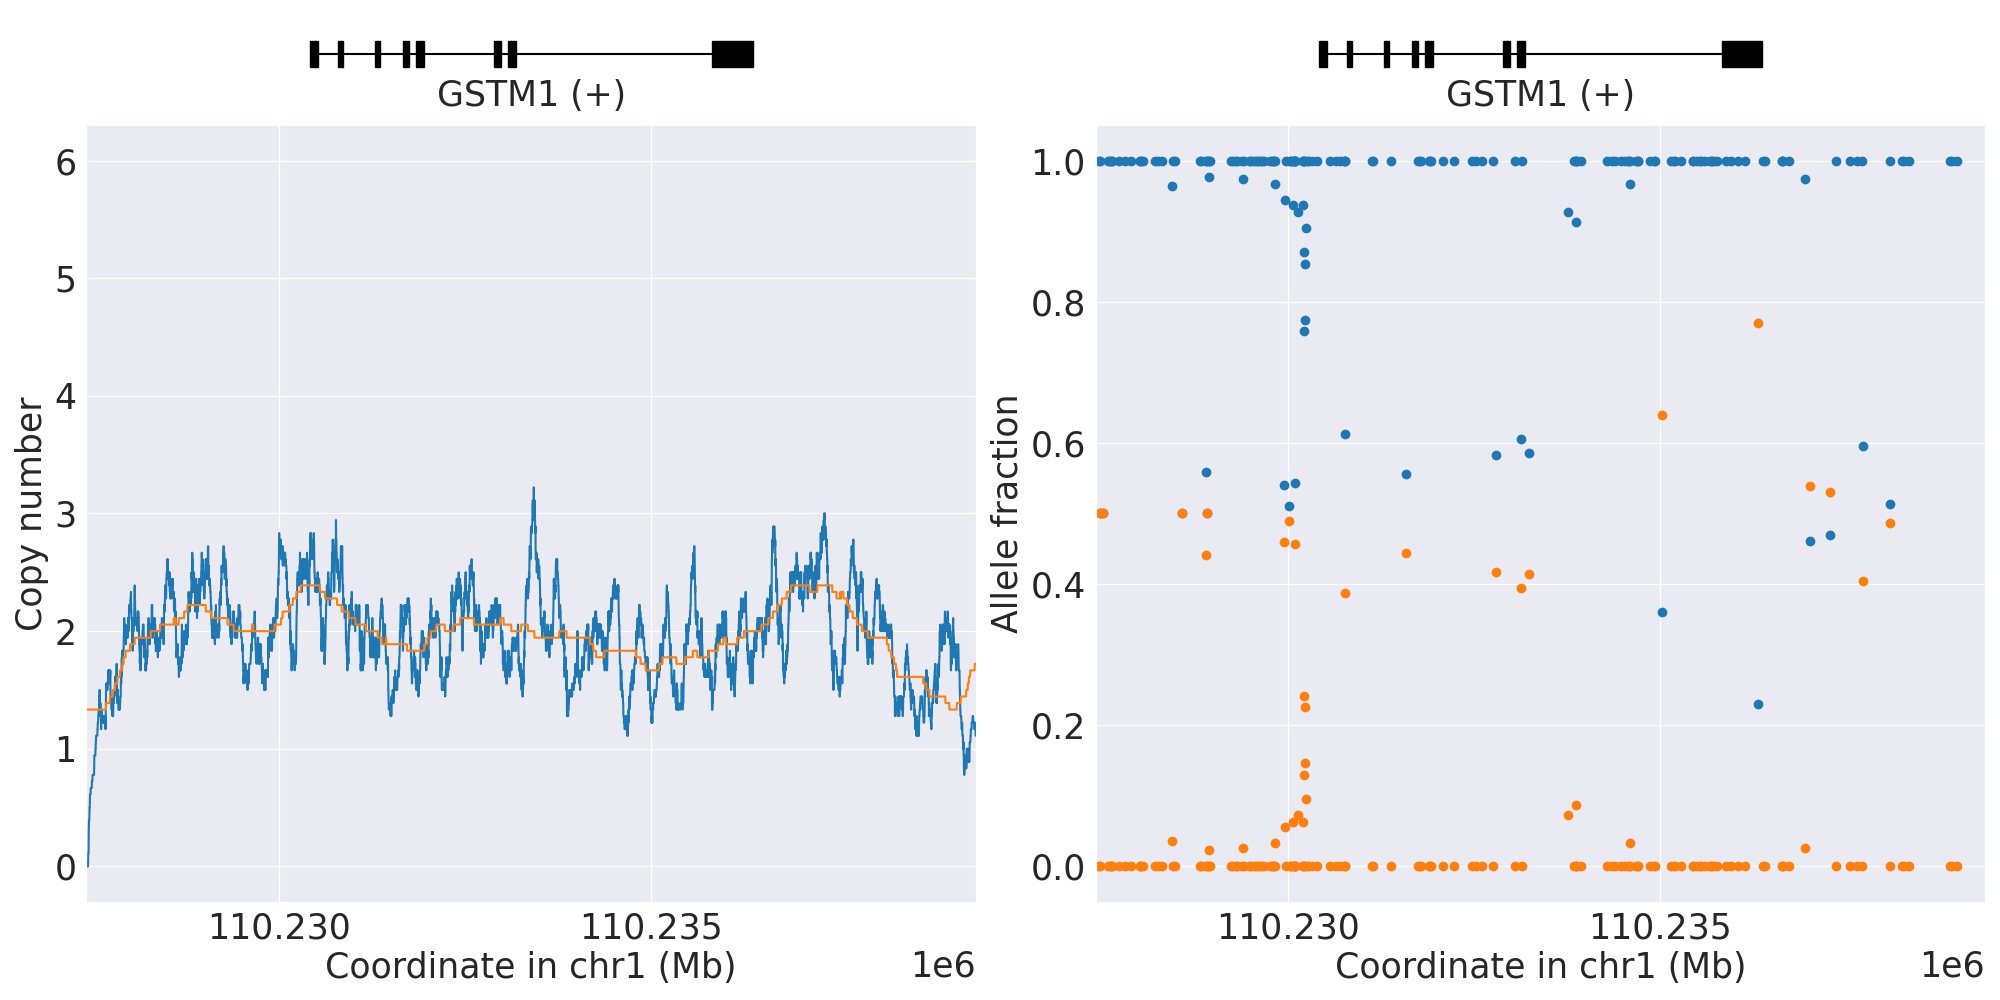 GSTM1 (+)
Copy number
6
5
4
3
2
1
0
110.230
110.235
Coordinate in chr1 (Mb)
1e6
GSTM1 (+)
Allele fraction
1.0
0.8
0.6
0.4
0.2
0.0
110.230
110.235
Coordinate in chr1 (Mb)
1e6